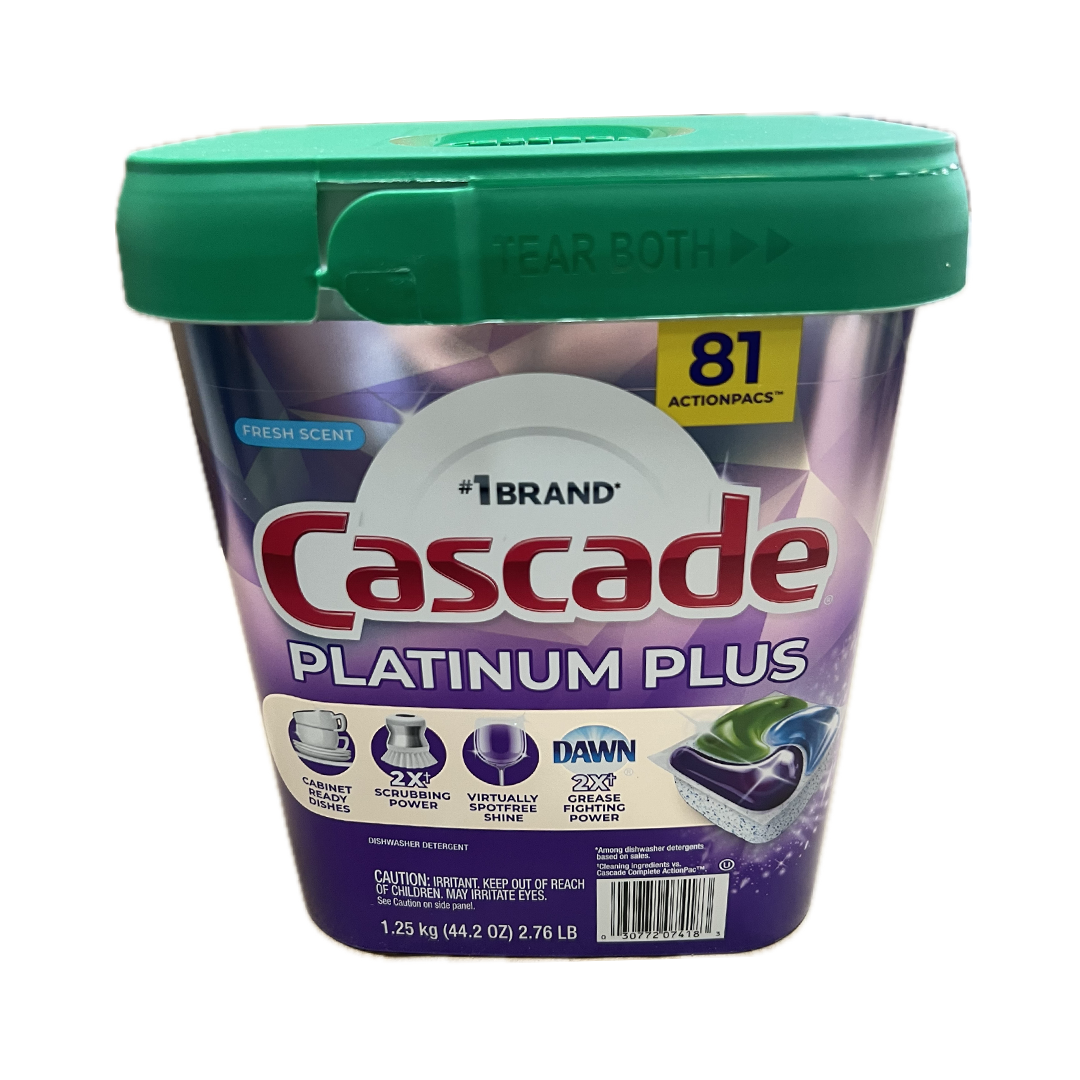 TEAR BOTH
81
ACTIONPACS™
FRESH SCENT
#1 BRAND*
Cascade®
PLATINUM PLUS
CABINET
READY
DISHES
2X†
SCRUBBING
POWER
VIRTUALLY
SPOTFREE
SHINE
DAWN®
2X†
GREASE
FIGHTING
POWER
DISHWASHER DETERGENT
*Among dishwasher detergents
based on sales.
†Cleaning ingredients vs.
Cascade Complete ActionPac™.
U
CAUTION: IRRITANT. KEEP OUT OF REACH
OF CHILDREN. MAY IRRITATE EYES.
See Caution on side panel.
1.25 kg (44.2 OZ) 2.76 LB
0 30772 07418 3